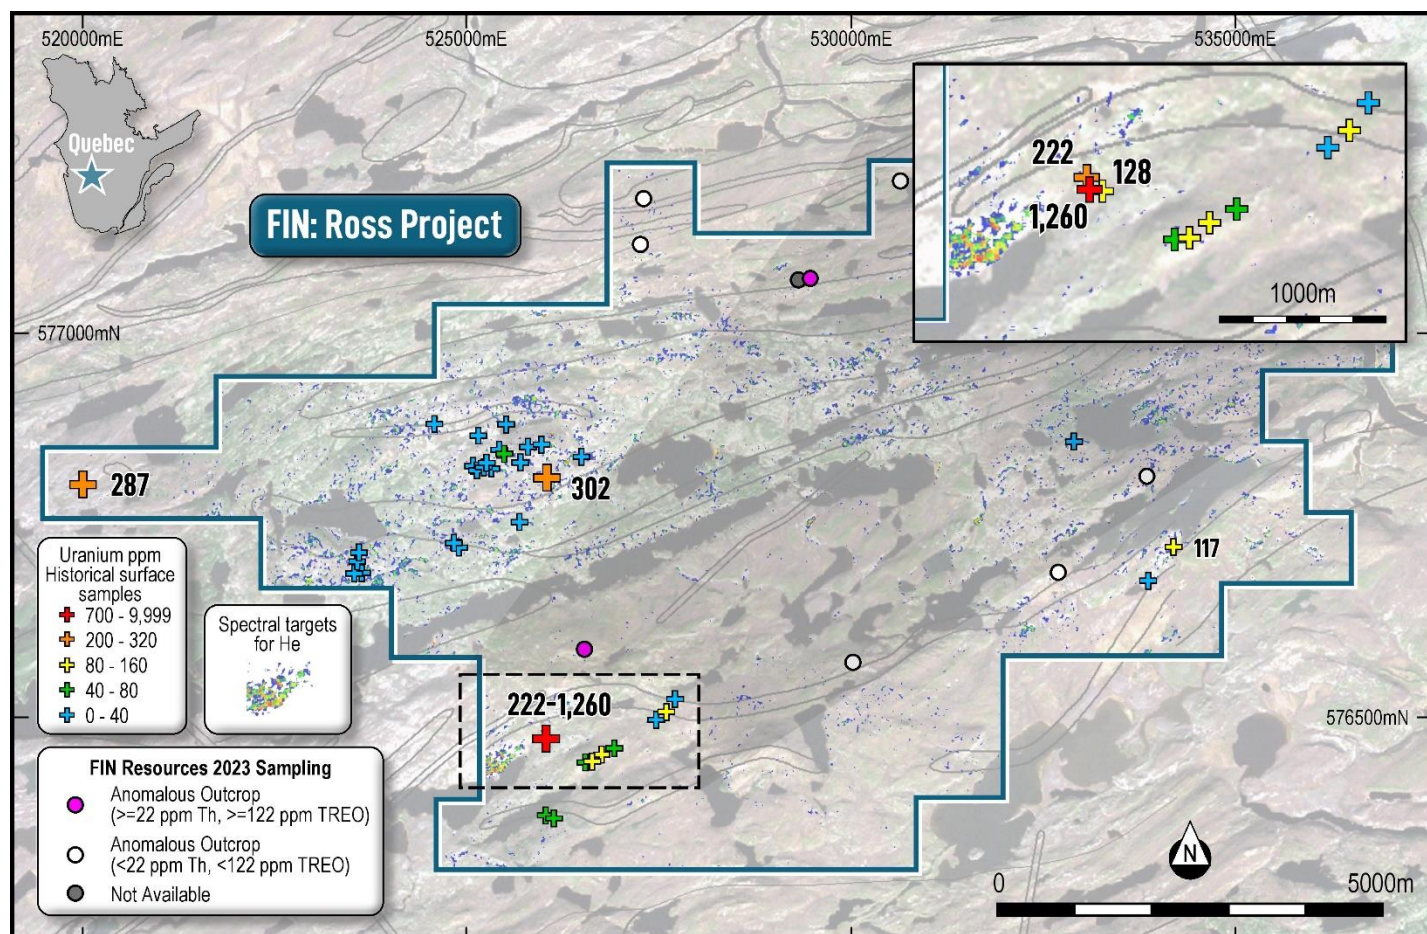 520000mE
525000mE
530000mE
535000mE
Quebec
FIN: Ross Project
222
128
1,260
1000m
577000mN
287
302
117
Uranium ppm
Historical surface
samples
700 - 9,999
200 - 320
80 - 160
40 - 80
0 - 40
Spectral targets
for He
222-1,260
576500mN
FIN Resources 2023 Sampling
Anomalous Outcrop
(>=22 ppm Th, >=122 ppm TREO)
Anomalous Outcrop
(<22 ppm Th, <122 ppm TREO)
Not Available
N
0
5000m